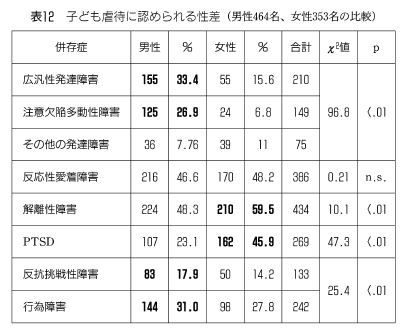 表12 子ども虐待に認められる性差（男性464名、女性353名の比較）
併存症 男性 % 女性 % 合計 χ²値 p
広汎性発達障害 155 33.4 55 15.6 210
注意欠陥多動性障害 125 26.9 24 6.8 149 96.8 <.01
その他の発達障害 36 7.76 39 11 75
反応性愛着障害 216 46.6 170 48.2 386 0.21 n.s.
解離性障害 224 48.3 210 59.5 434 10.1 <.01
PTSD 107 23.1 162 45.9 269 47.3 <.01
反抗挑戦性障害 83 17.9 50 14.2 133 25.4 <.01
行為障害 144 31.0 98 27.8 242